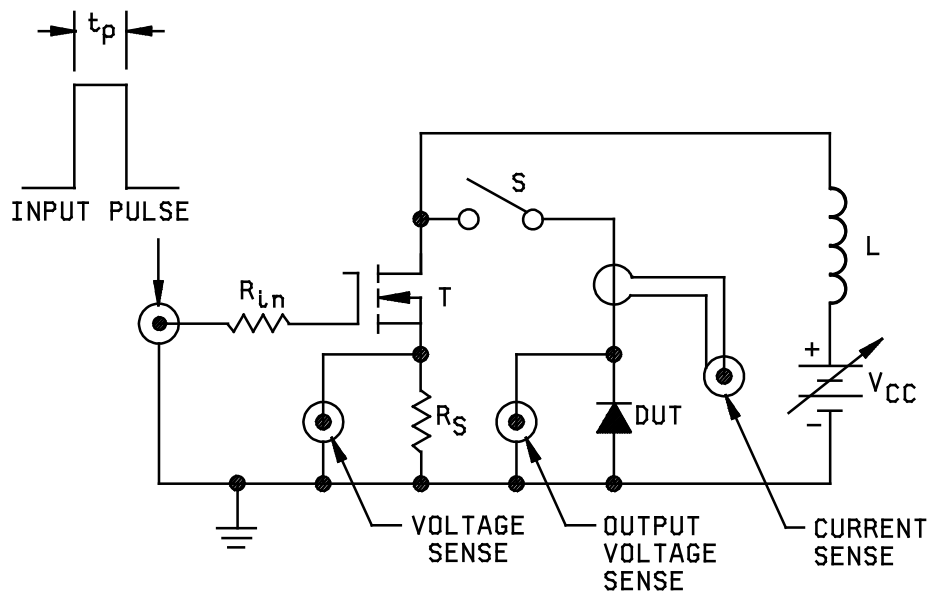 tp
INPUT PULSE
S
L
Rin
T
+
VCC
-
RS
DUT
VOLTAGE
SENSE
OUTPUT
VOLTAGE
SENSE
CURRENT
SENSE